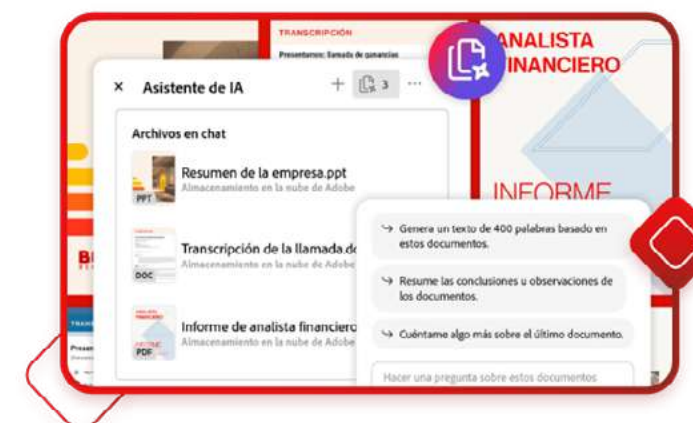 TRANSCRIPCIÓN
Presentamos: llamada de ganancias
ANALISTA
FINANCIERO
INFORME
× Asistente de IA + 3 ...
Archivos en chat
Resumen de la empresa.ppt
Almacenamiento en la nube de Adobe
PPT
Transcripción de la llamada.do
Almacenamiento en la nube de Adobe
DOC
Informe de analista financiero
Almacenamiento en la nube de Adobe
PDF
Genera un texto de 400 palabras basado en
estos documentos.
Resume las conclusiones u observaciones de
los documentos.
Cuéntame algo más sobre el último documento.
Hacer una pregunta sobre estos documentos